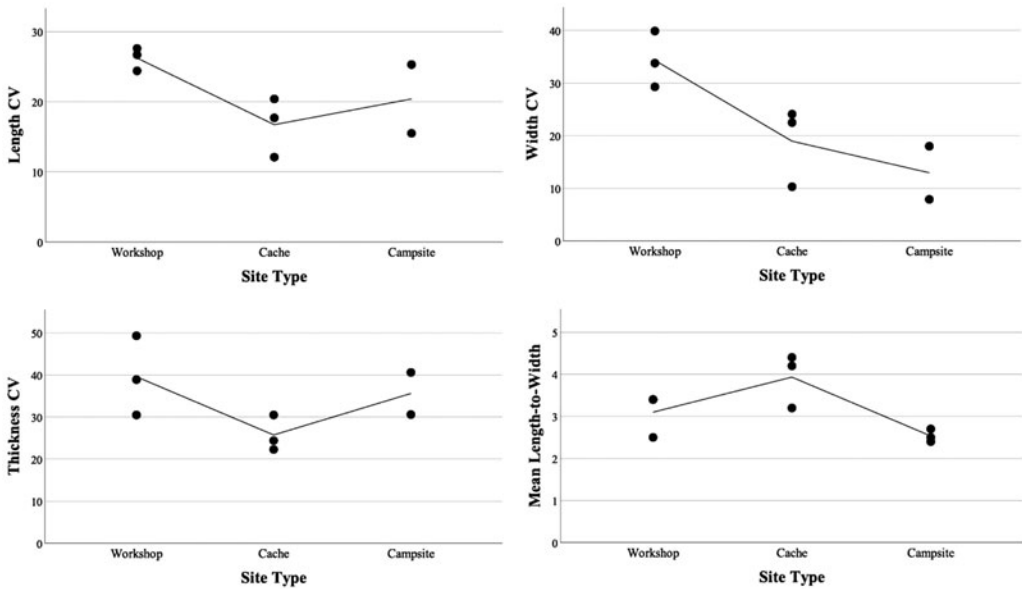 Length CV
30
20
10
0
Workshop Cache Campsite
Site Type
Width CV
40
30
20
10
0
Workshop Cache Campsite
Site Type
Thickness CV
50
40
30
20
10
0
Workshop Cache Campsite
Site Type
Mean Length-to-Width
5
4
3
2
1
0
Workshop Cache Campsite
Site Type